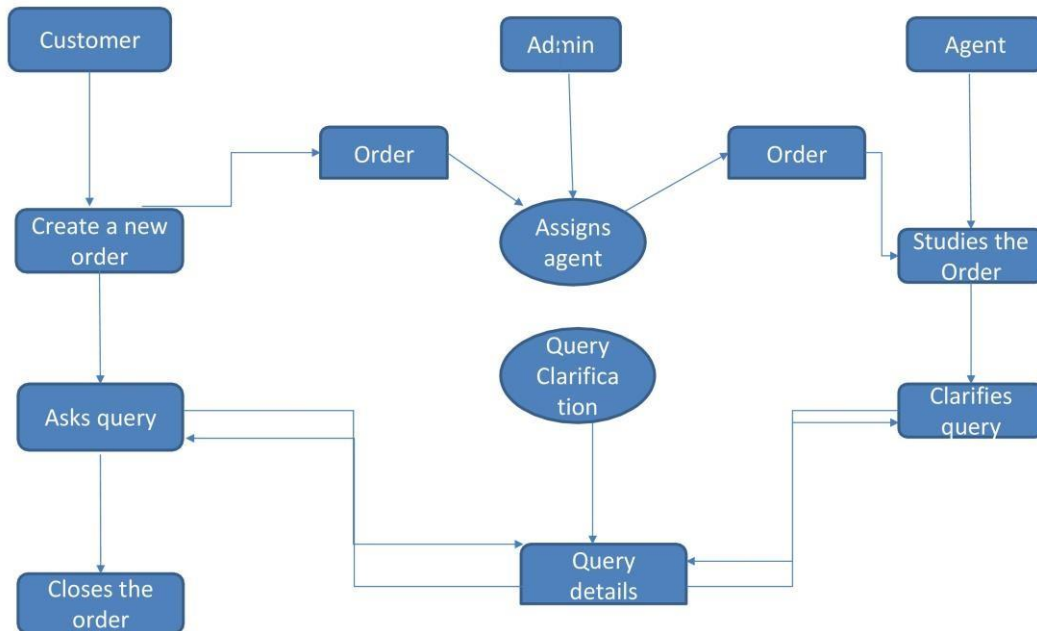 Customer
Admin
Agent
Order
Order
Create a new
order
Assigns
agent
Studies the
Order
Query
Clarifica
tion
Asks query
Clarifies
query
Query
details
Closes the
order